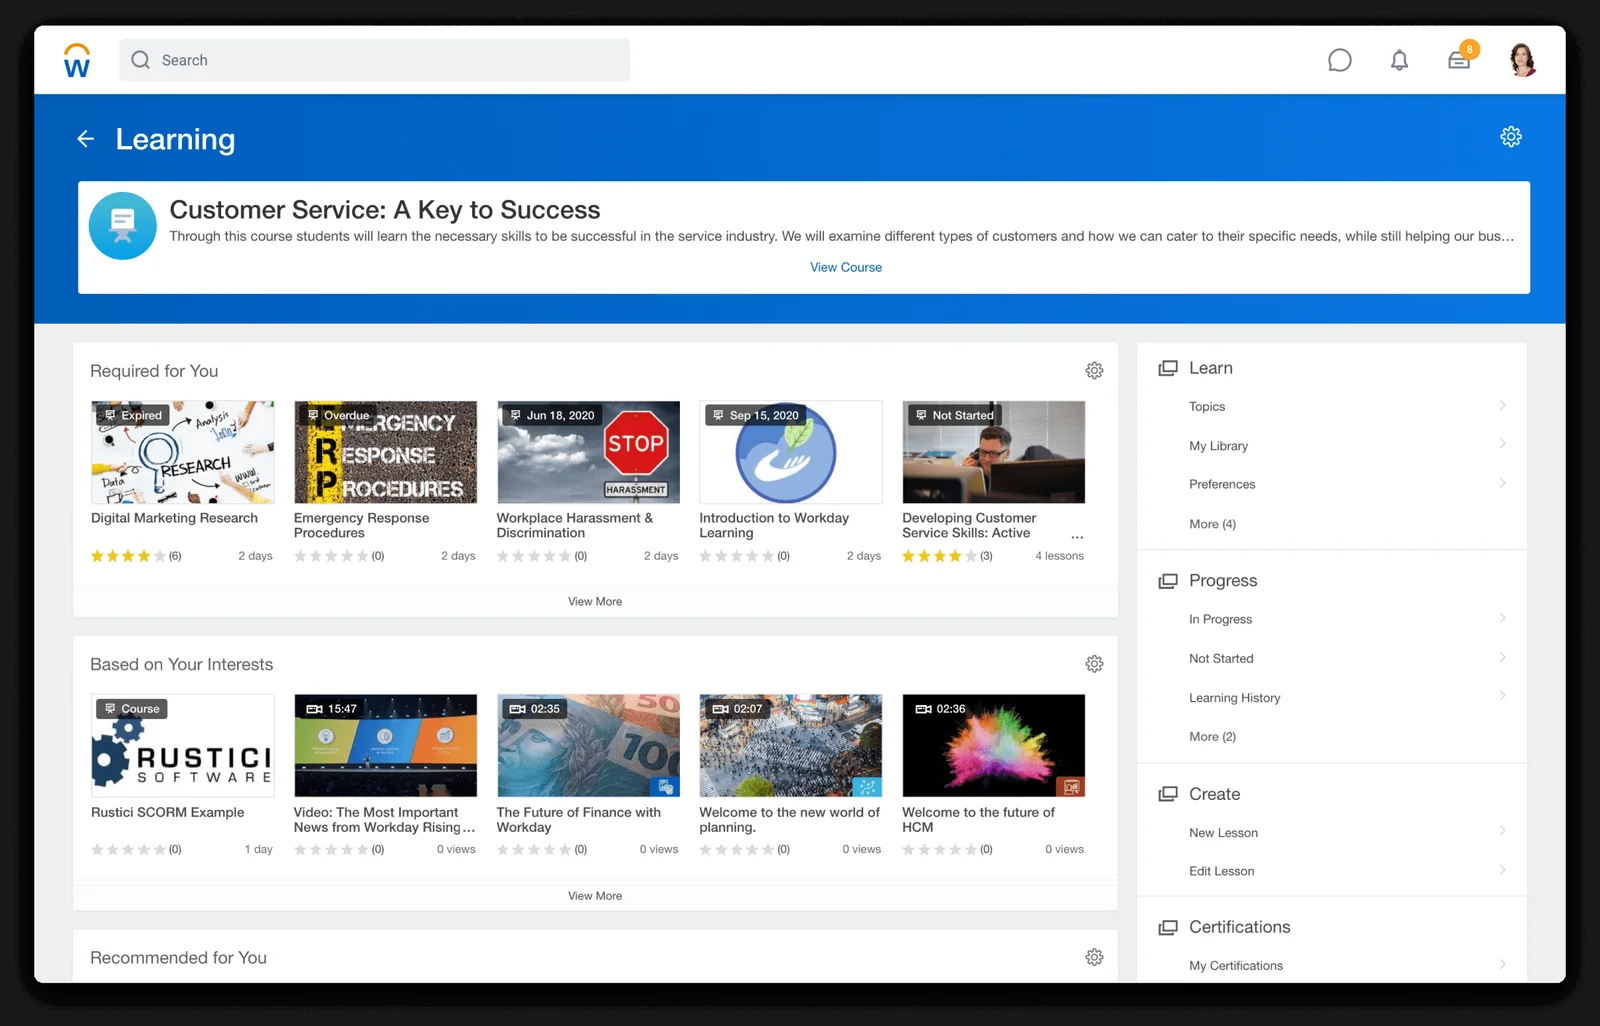 W
Search
8
Learning
Customer Service: A Key to Success
Through this course students will learn the necessary skills to be successful in the service industry. We will examine different types of customers and how we can cater to their specific needs, while still helping our bus...
View Course
Required for You
Expired
Analysis
RESEARCH
Data
www.
Digital Marketing Research
(6)
2 days
Overdue
EMERGENCY
RESPONSE
PROCEDURES
Emergency Response
Procedures
(0)
2 days
Jun 18, 2020
STOP
HARASSMENT
Workplace Harassment &
Discrimination
(0)
2 days
Sep 15, 2020
Introduction to Workday
Learning
(0)
2 days
Not Started
Developing Customer
Service Skills: Active
...
(3)
4 lessons
View More
Based on Your Interests
Course
RUSTICI
SOFTWARE
Rustici SCORM Example
(0)
1 day
15:47
Video: The Most Important
News from Workday Rising...
(0)
0 views
02:35
50
100
The Future of Finance with
Workday
(0)
0 views
02:07
Welcome to the new world of
planning.
(0)
0 views
02:36
Welcome to the future of
HCM
(0)
0 views
View More
Recommended for You
Learn
Topics
My Library
Preferences
More (4)
Progress
In Progress
Not Started
Learning History
More (2)
Create
New Lesson
Edit Lesson
Certifications
My Certifications